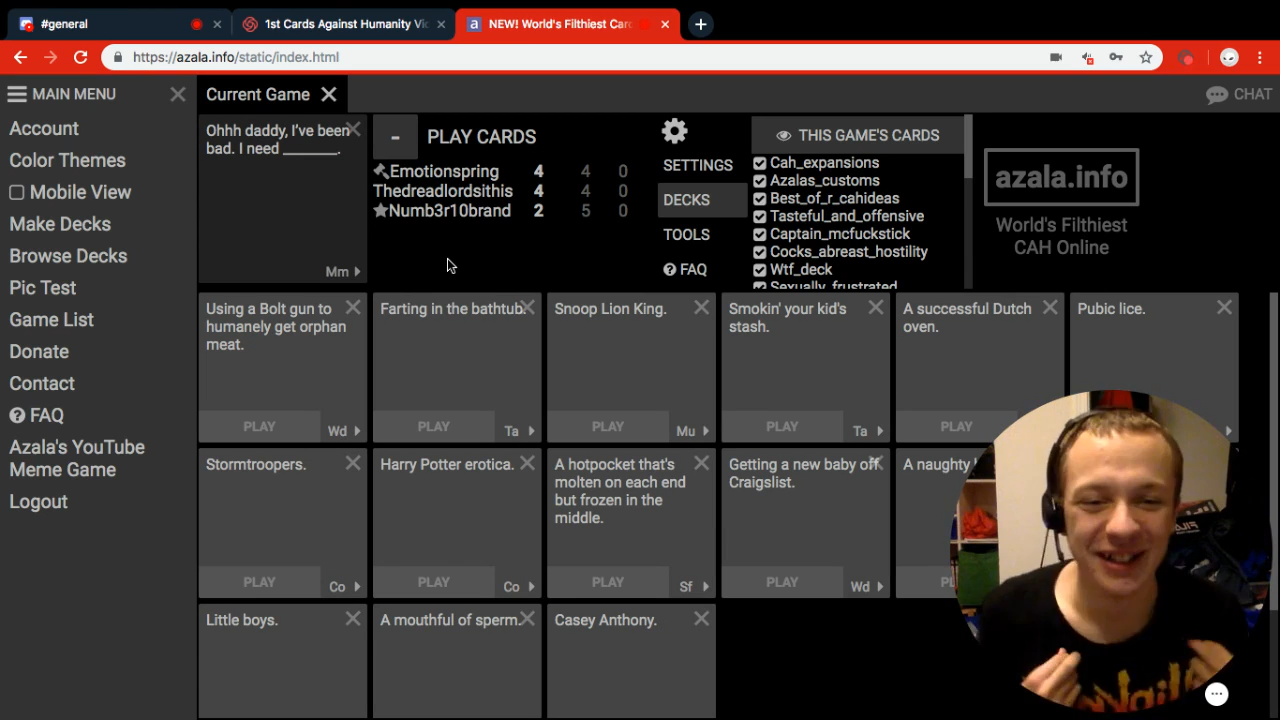 #general
1st Cards Against Humanity Vic
NEW! World's Filthiest Car
https://azala.info/static/index.html
MAIN MENU
Current Game
CHAT
Account
Color Themes
Mobile View
Make Decks
Browse Decks
Pic Test
Game List
Donate
Contact
FAQ
Azala's YouTube
Meme Game
Logout
Ohhh daddy, I've been
bad. I need ________.
Mm
-
PLAY CARDS
Emotionspring 4 4 0
Thedreadlordsithis 4 4 0
Numb3r10brand 2 5 0
SETTINGS
DECKS
TOOLS
FAQ
THIS GAME'S CARDS
Cah_expansions
Azalas_customs
Best_of_r_cahideas
Tasteful_and_offensive
Captain_mcfuckstick
Cocks_abreast_hostility
Wtf_deck
Sexually_frustrated
azala.info
World's Filthiest
CAH Online
Using a Bolt gun to
humanely get orphan
meat.
PLAY
Wd
Farting in the bathtub.
PLAY
Ta
Snoop Lion King.
PLAY
Mu
Smokin' your kid's
stash.
PLAY
Ta
A successful Dutch
oven.
PLAY
Pubic lice.
Stormtroopers.
PLAY
Co
Harry Potter erotica.
PLAY
Co
A hotpocket that's
molten on each end
but frozen in the
middle.
PLAY
Sf
Getting a new baby off
Craigslist.
PLAY
Wd
A naughty
Little boys.
A mouthful of sperm.
Casey Anthony.
FILA